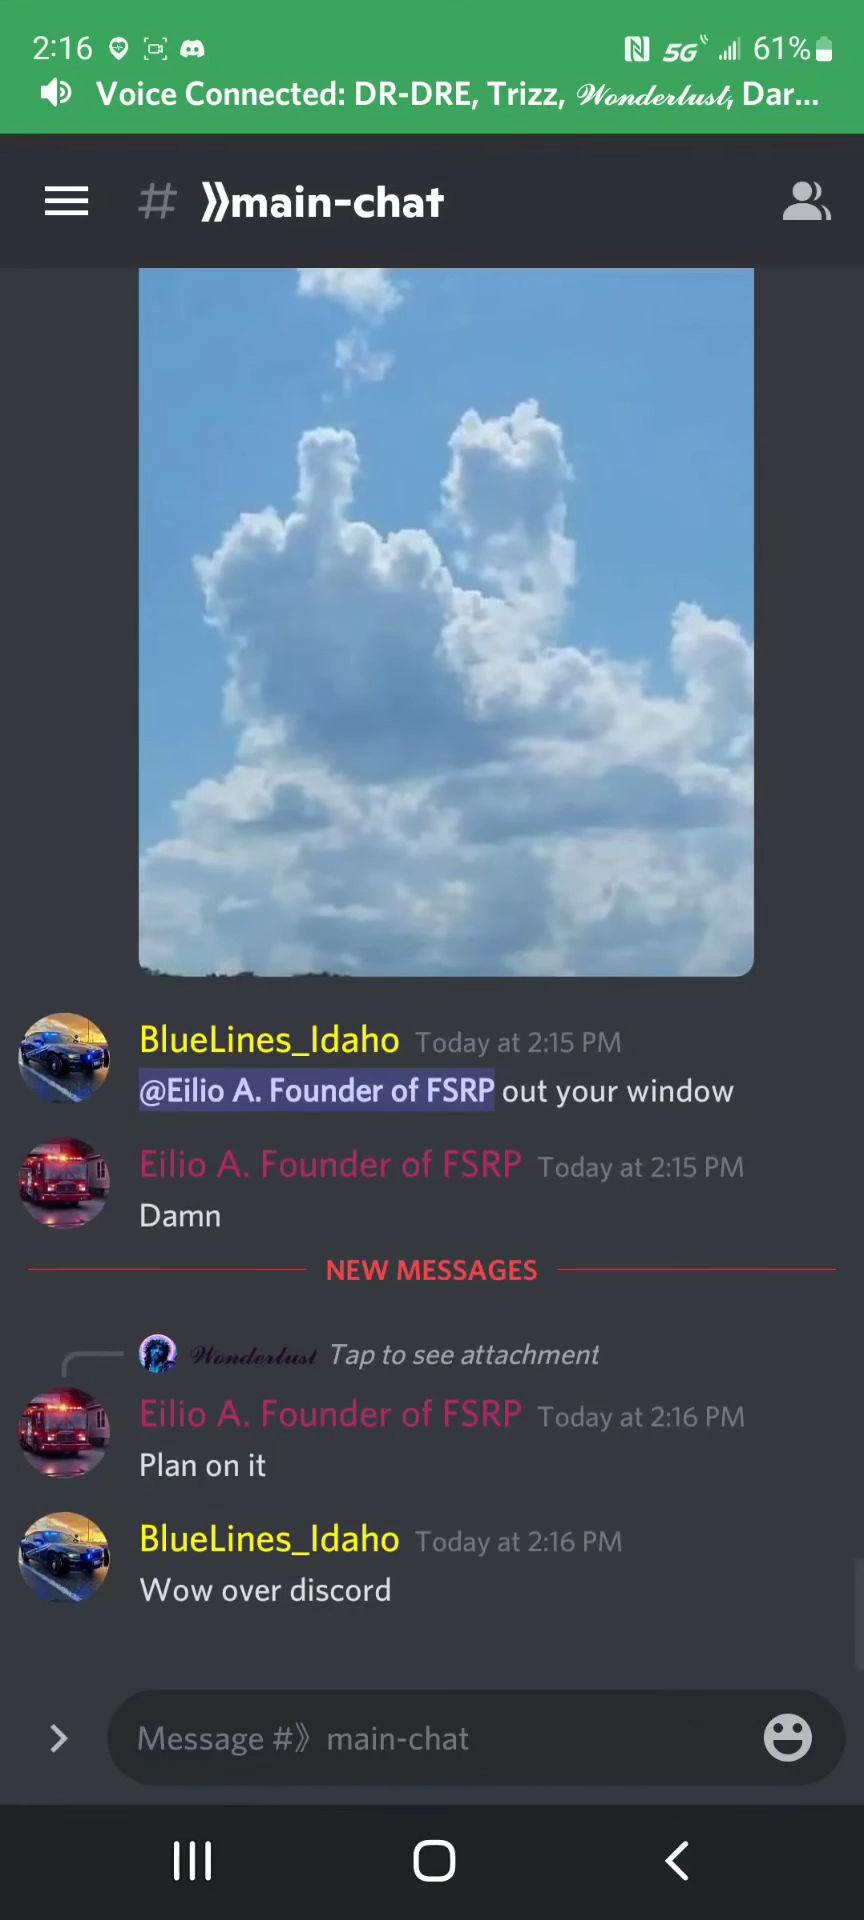 2:16 5G 61%
Voice Connected: DR-DRE, Trizz, 𝒲𝑜𝓃𝒹𝑒𝓇𝓁𝓊𝓈𝓉, Dar...
# 》main-chat
BlueLines_Idaho Today at 2:15 PM
@Eilio A. Founder of FSRP out your window
Eilio A. Founder of FSRP Today at 2:15 PM
Damn
NEW MESSAGES
𝒲𝑜𝓃𝒹𝑒𝓇𝓁𝓊𝓈𝓉 Tap to see attachment
Eilio A. Founder of FSRP Today at 2:16 PM
Plan on it
BlueLines_Idaho Today at 2:16 PM
Wow over discord
Message #》main-chat